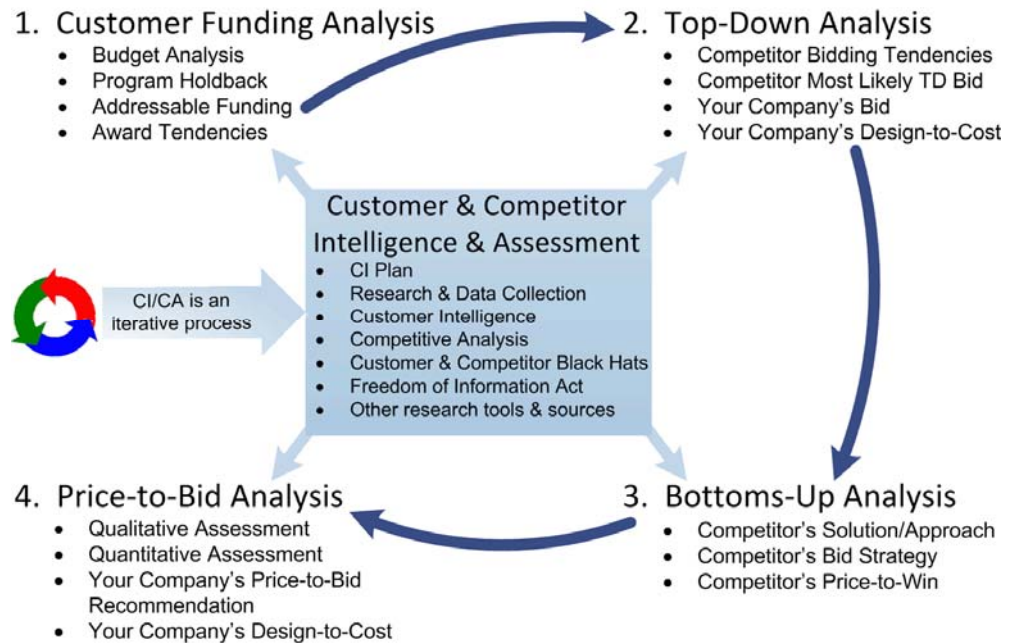 1. Customer Funding Analysis
• Budget Analysis
• Program Holdback
• Addressable Funding
• Award Tendencies
2. Top-Down Analysis
• Competitor Bidding Tendencies
• Competitor Most Likely TD Bid
• Your Company's Bid
• Your Company's Design-to-Cost
Customer & Competitor
Intelligence & Assessment
• CI Plan
• Research & Data Collection
• Customer Intelligence
• Competitive Analysis
• Customer & Competitor Black Hats
• Freedom of Information Act
• Other research tools & sources
CI/CA is an
iterative process
4. Price-to-Bid Analysis
• Qualitative Assessment
• Quantitative Assessment
• Your Company's Price-to-Bid
Recommendation
• Your Company's Design-to-Cost
3. Bottoms-Up Analysis
• Competitor's Solution/Approach
• Competitor's Bid Strategy
• Competitor's Price-to-Win